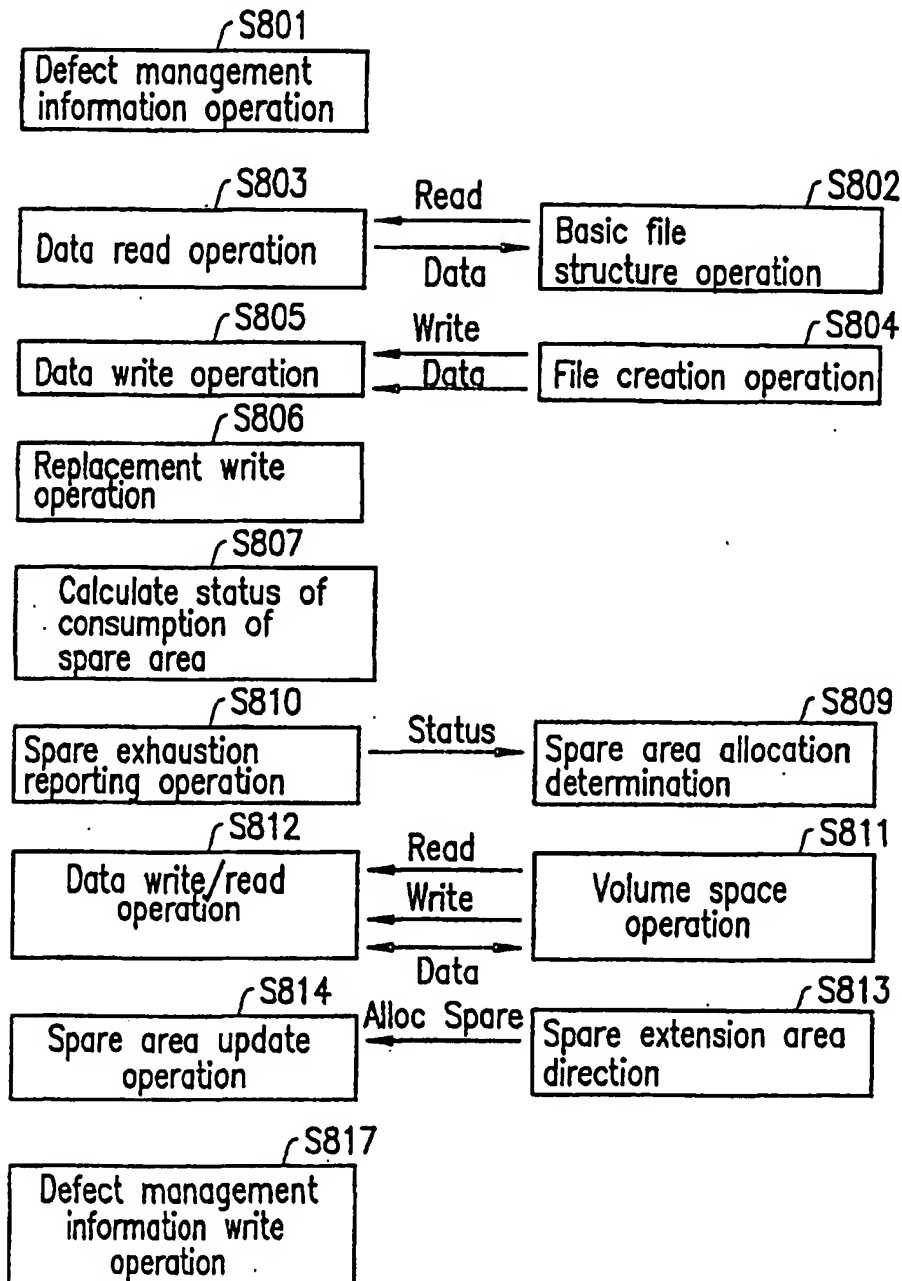 S801
Defect management
information operation
S803
Data read operation
Read
Data
S802
Basic file
structure operation
S805
Data write operation
Write
Data
S804
File creation operation
S806
Replacement write
operation
S807
Calculate status of
consumption of
spare area
S810
Spare exhaustion
reporting operation
Status
S809
Spare area allocation
determination
S812
Data write/read
operation
Read
Write
Data
S811
Volume space
operation
S814
Spare area update
operation
Alloc Spare
S813
Spare extension area
direction
S817
Defect management
information write
operation